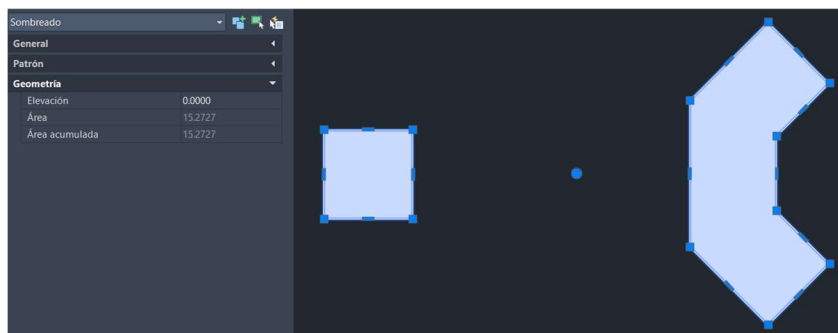 Sombreado
General
Patrón
Geometría
Elevación 0.0000
Área 15.2727
Área acumulada 15.2727